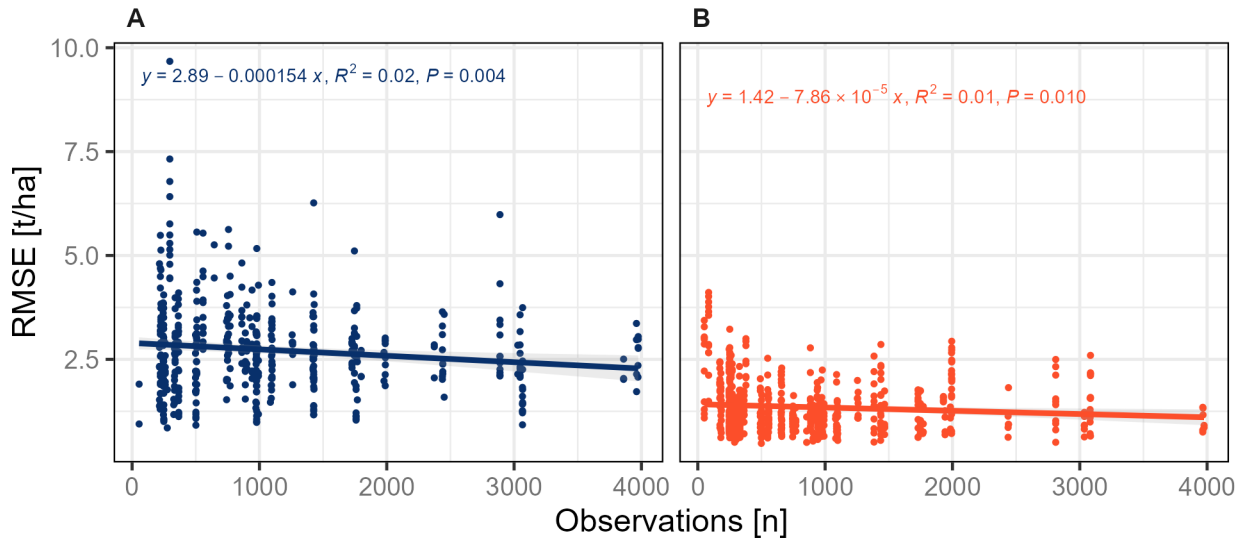 A B
10.0
y = 2.89 − 0.000154 x, R² = 0.02, P = 0.004
y = 1.42 − 7.86 × 10⁻⁵ x, R² = 0.01, P = 0.010
7.5
5.0
2.5
RMSE [t/ha]
0 1000 2000 3000 4000 0 1000 2000 3000 4000
Observations [n]